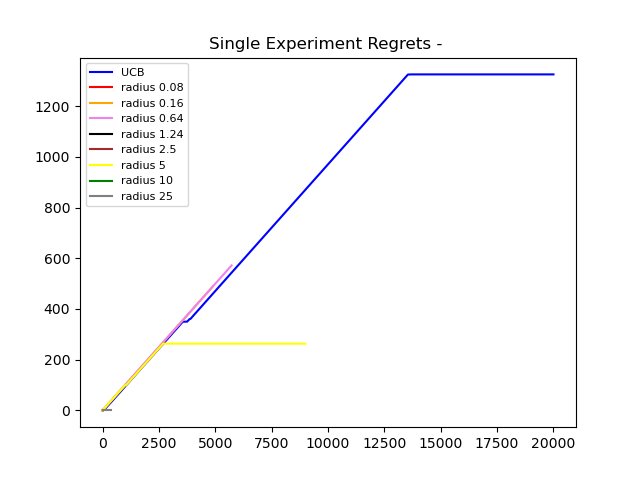 Single Experiment Regrets -
UCB
radius 0.08
radius 0.16
radius 0.64
radius 1.24
radius 2.5
radius 5
radius 10
radius 25
1200
1000
800
600
400
200
0
0 2500 5000 7500 10000 12500 15000 17500 20000